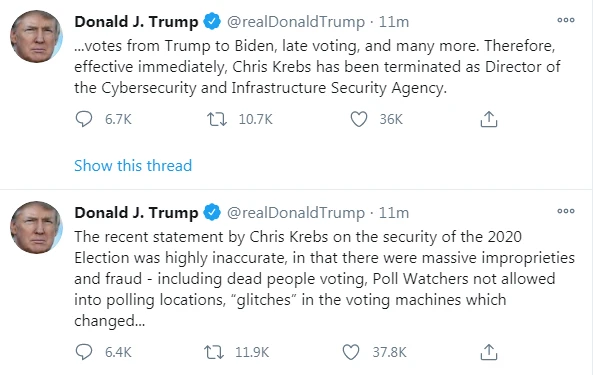 Donald J. Trump @realDonaldTrump · 11m
...votes from Trump to Biden, late voting, and many more. Therefore,
effective immediately, Chris Krebs has been terminated as Director of
the Cybersecurity and Infrastructure Security Agency.
6.7K 10.7K 36K
Show this thread
Donald J. Trump @realDonaldTrump · 11m
The recent statement by Chris Krebs on the security of the 2020
Election was highly inaccurate, in that there were massive improprieties
and fraud - including dead people voting, Poll Watchers not allowed
into polling locations, “glitches” in the voting machines which
changed...
6.4K 11.9K 37.8K